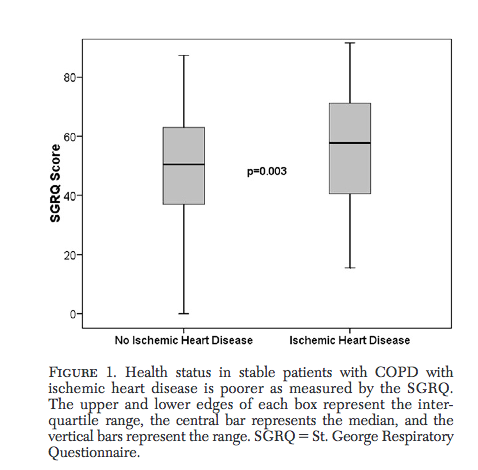 80
60
40
20
0
SGRQ Score
p=0.003
No Ischemic Heart Disease
Ischemic Heart Disease
FIGURE 1. Health status in stable patients with COPD with
ischemic heart disease is poorer as measured by the SGRQ.
The upper and lower edges of each box represent the inter-
quartile range, the central bar represents the median, and the
vertical bars represent the range. SGRQ = St. George Respiratory
Questionnaire.